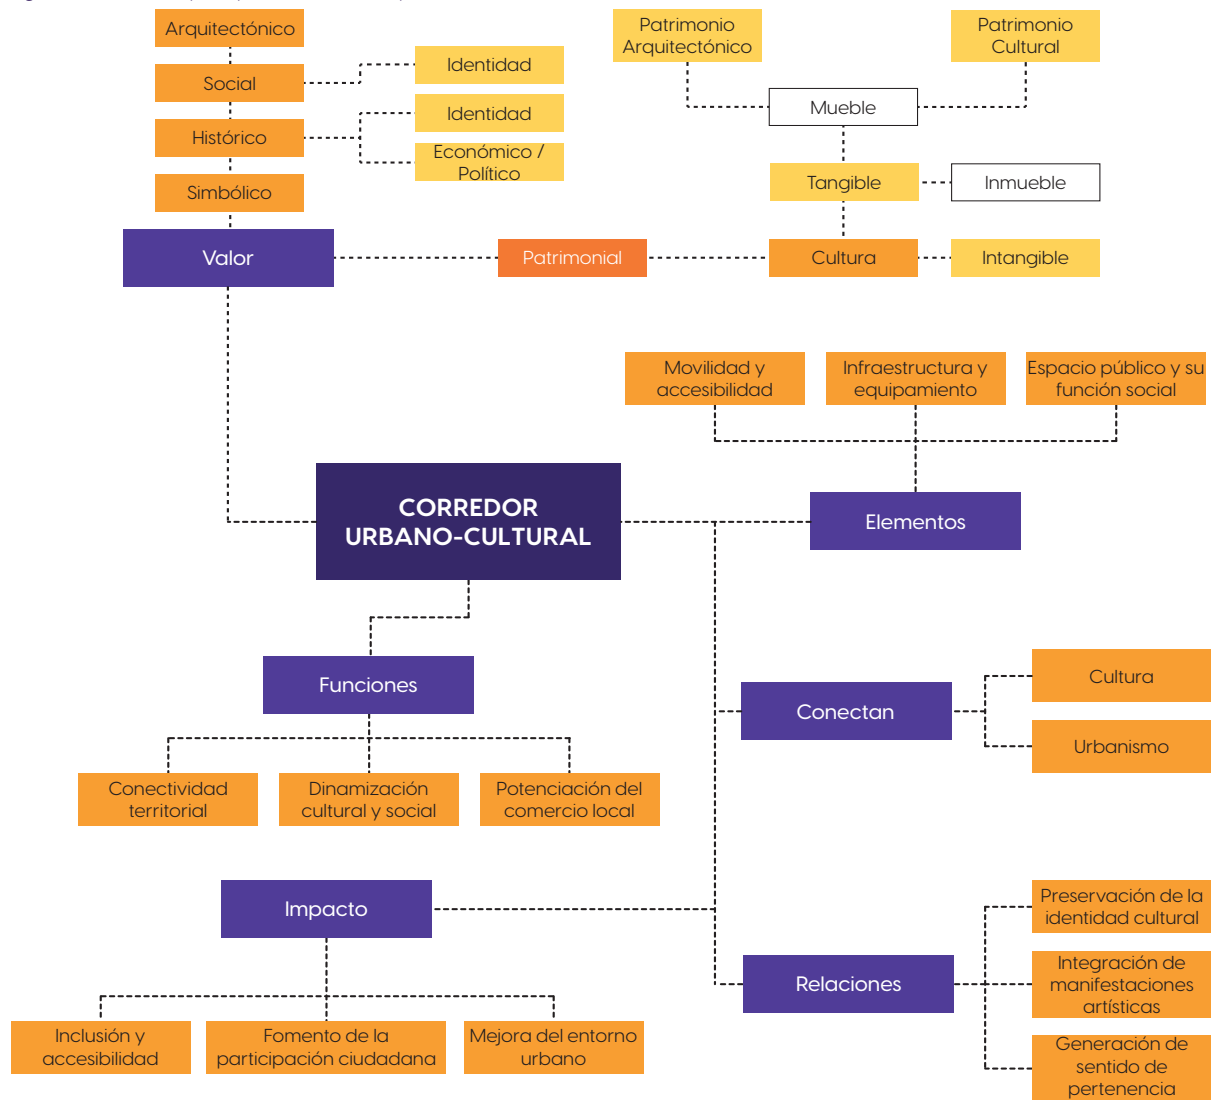 Arquitectónico
Social
Histórico
Simbólico
Valor
Identidad
Identidad
Económico /
Político
Patrimonial
Patrimonio
Arquitectónico
Patrimonio
Cultural
Mueble
Tangible
Inmueble
Cultura
Intangible
Movilidad y
accesibilidad
Infraestructura y
equipamiento
Espacio público y su
función social
CORREDOR
URBANO-CULTURAL
Elementos
Funciones
Conectividad
territorial
Dinamización
cultural y social
Potenciación del
comercio local
Conectan
Cultura
Urbanismo
Impacto
Inclusión y
accesibilidad
Fomento de la
participación ciudadana
Mejora del entorno
urbano
Relaciones
Preservación de la
identidad cultural
Integración de
manifestaciones
artísticas
Generación de
sentido de
pertenencia